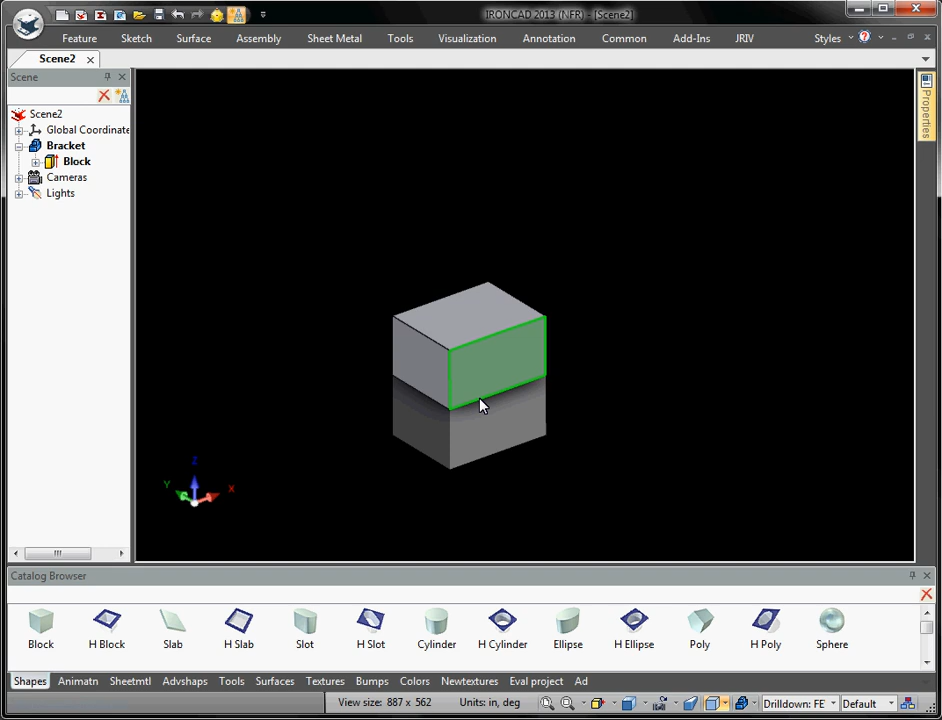 IRONCAD 2013 (NFR) - [Scene2]
Feature Sketch Surface Assembly Sheet Metal Tools Visualization Annotation Common Add-Ins JRIV Styles
Scene2
Scene
Scene2
Global Coordinate
Bracket
Block
Cameras
Lights
Properties
Z
Y X
Catalog Browser
Block H Block Slab H Slab Slot H Slot Cylinder H Cylinder Ellipse H Ellipse Poly H Poly Sphere
Shapes Animatn Sheetmtl Advshaps Tools Surfaces Textures Bumps Colors Newtextures Eval project Ad
View size: 887 x 562 Units: in, deg Drilldown: FE Default